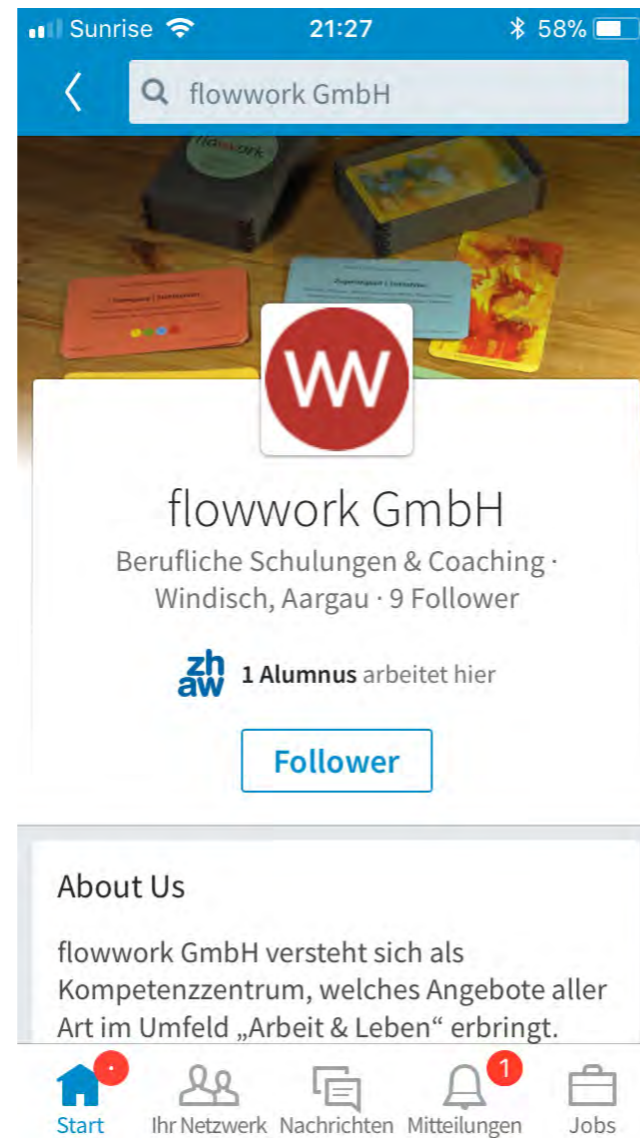 Sunrise 21:27 58%
flowwork GmbH
flowwork
W
flowwork GmbH
Berufliche Schulungen & Coaching ·
Windisch, Aargau · 9 Follower
zh
aw
1 Alumnus arbeitet hier
Follower
About Us
flowwork GmbH versteht sich als
Kompetenzzentrum, welches Angebote aller
Art im Umfeld „Arbeit & Leben“ erbringt.
1
Start Ihr Netzwerk Nachrichten Mitteilungen Jobs